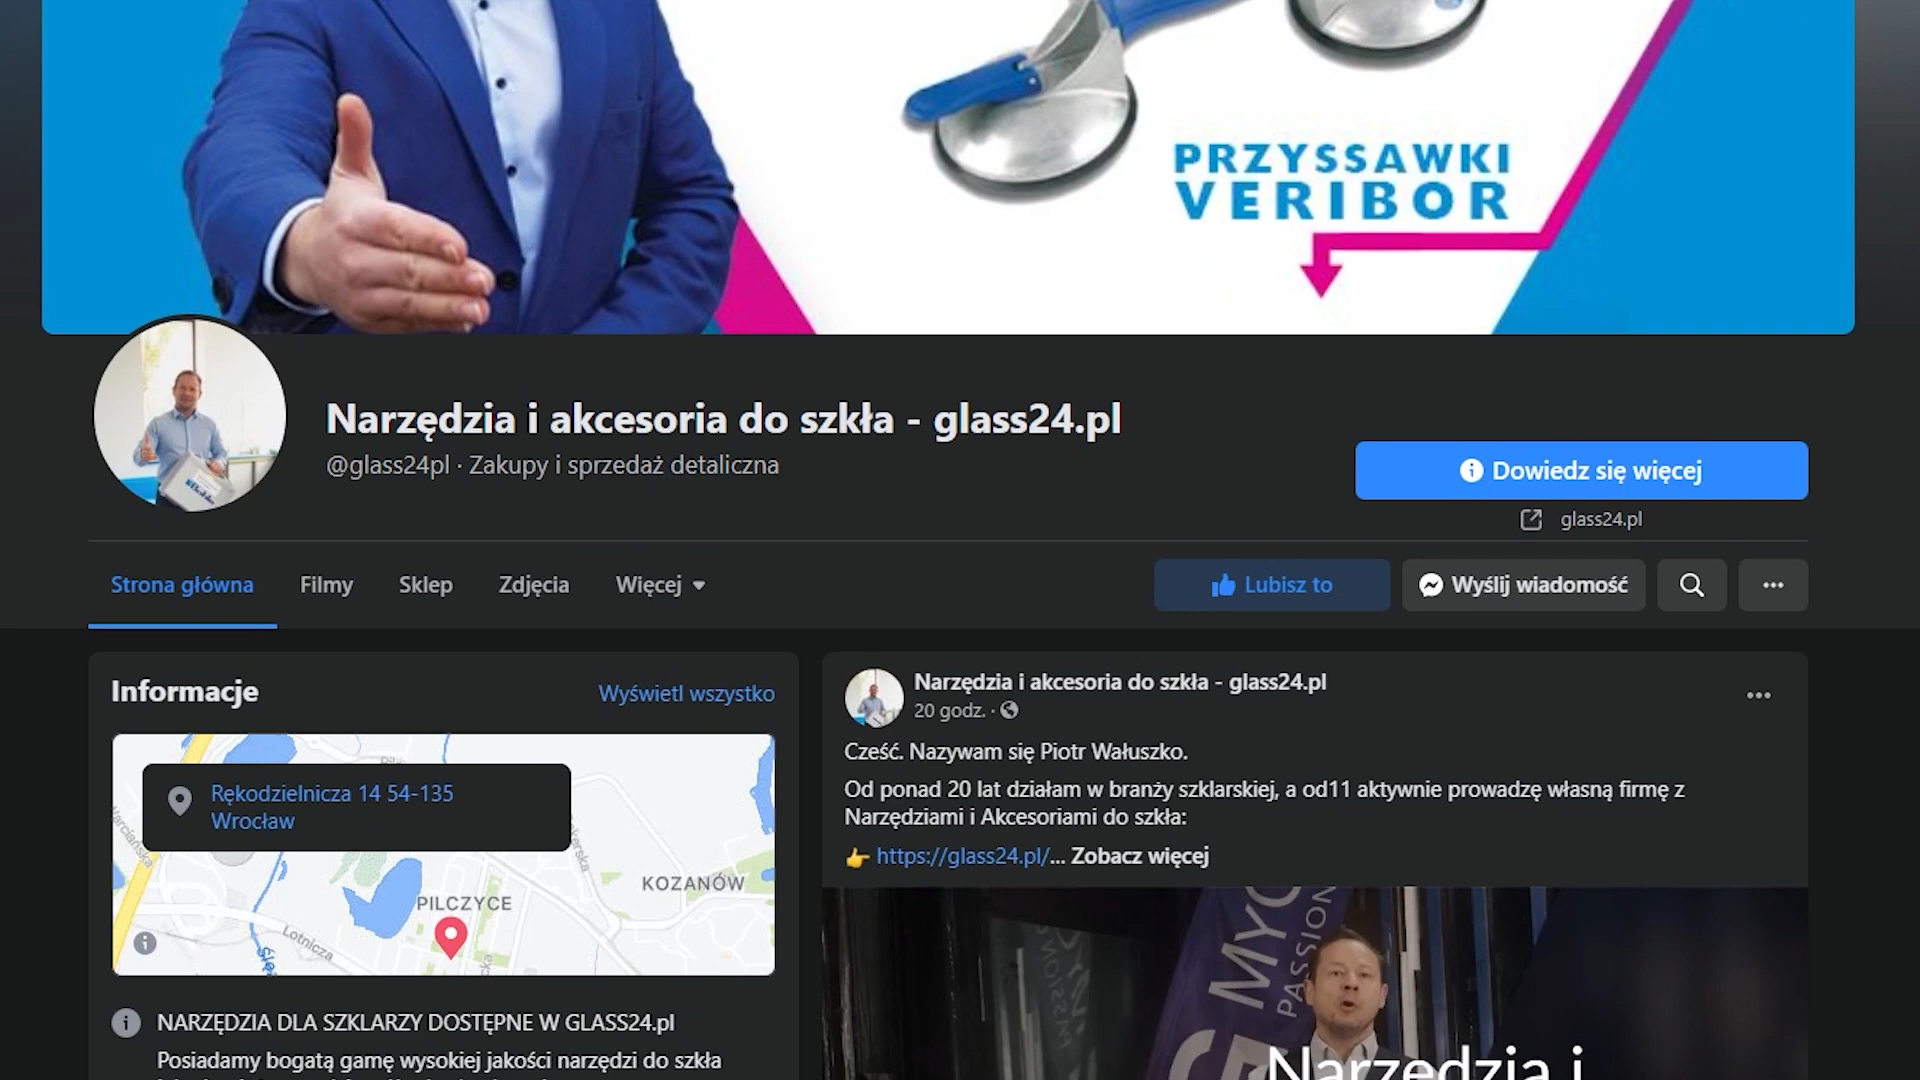 PRZYSSAWKI
VERIBOR
Narzędzia i akcesoria do szkła - glass24.pl
@glass24pl · Zakupy i sprzedaż detaliczna
Dowiedz się więcej
glass24.pl
Strona główna
Filmy
Sklep
Zdjęcia
Więcej
Lubisz to
Wyślij wiadomość
Informacje
Wyświetl wszystko
Rękodzielnicza 14 54-135
Wrocław
KOZANÓW
PILCZYCE
Lotnicza
NARZĘDZIA DLA SZKLARZY DOSTĘPNE W GLASS24.pl
Posiadamy bogatą gamę wysokiej jakości narzędzi do szkła
Narzędzia i akcesoria do szkła - glass24.pl
20 godz. ·
Cześć. Nazywam się Piotr Wałuszko.
Od ponad 20 lat działam w branży szklarskiej, a od11 aktywnie prowadzę własną firmę z
Narzędziami i Akcesoriami do szkła:
https://glass24.pl/... Zobacz więcej
Narzędzia i